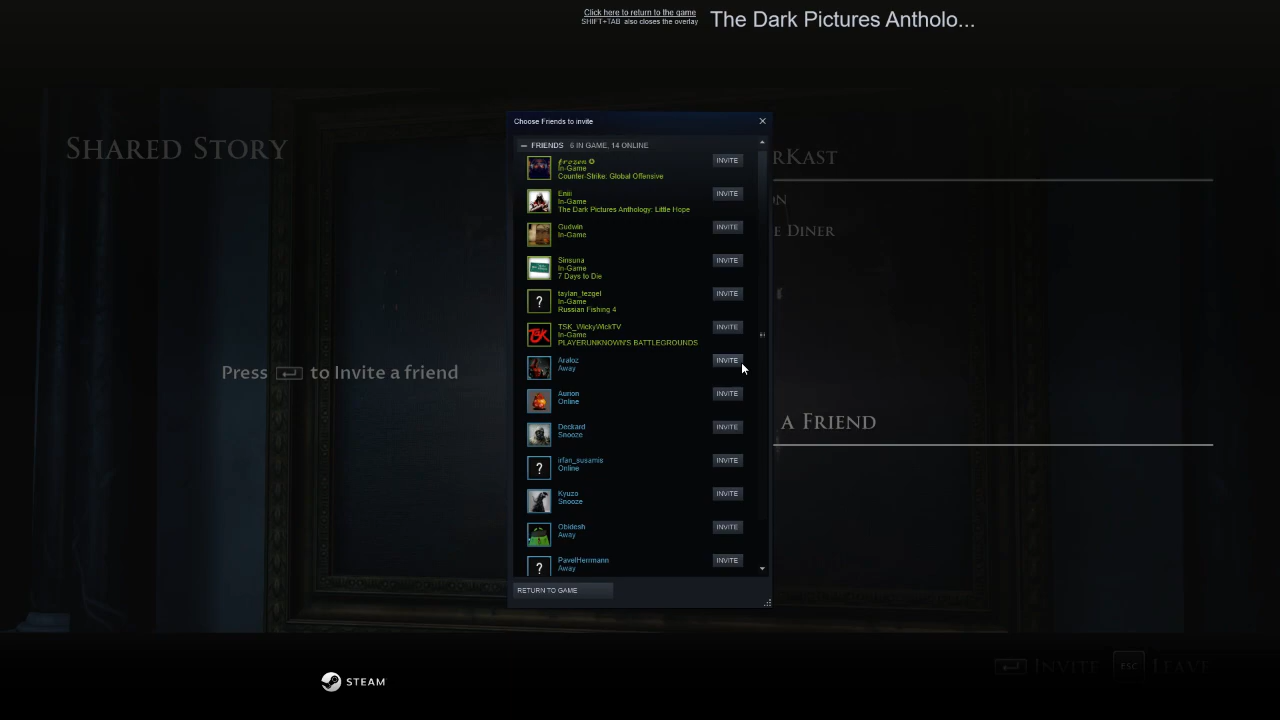 Click here to return to the game
SHIFT+TAB also closes the overlay
The Dark Pictures Antholo...
SHARED STORY
Choose Friends to invite
FRIENDS 6 IN GAME, 14 ONLINE
frozen
In-Game
Counter-Strike: Global Offensive
INVITE
In-Game
The Dark Pictures Anthology: Little Hope
INVITE
Gudwin
In-Game
INVITE
Sinsuna
In-Game
7 Days to Die
INVITE
taylan_tezgel
In-Game
Russian Fishing 4
INVITE
TSK_WickyWickTV
In-Game
PLAYERUNKNOWN'S BATTLEGROUNDS
INVITE
Araloz
Away
INVITE
Aurion
Online
INVITE
Deckard
Snooze
INVITE
irfan_susamis
Online
INVITE
Kyuzo
Snooze
INVITE
Obidesh
Away
INVITE
PavelHerrmann
Away
INVITE
RETURN TO GAME
Press to Invite a friend
RKAST
N
E DINER
A FRIEND
INVITE ESC LEAVE
STEAM